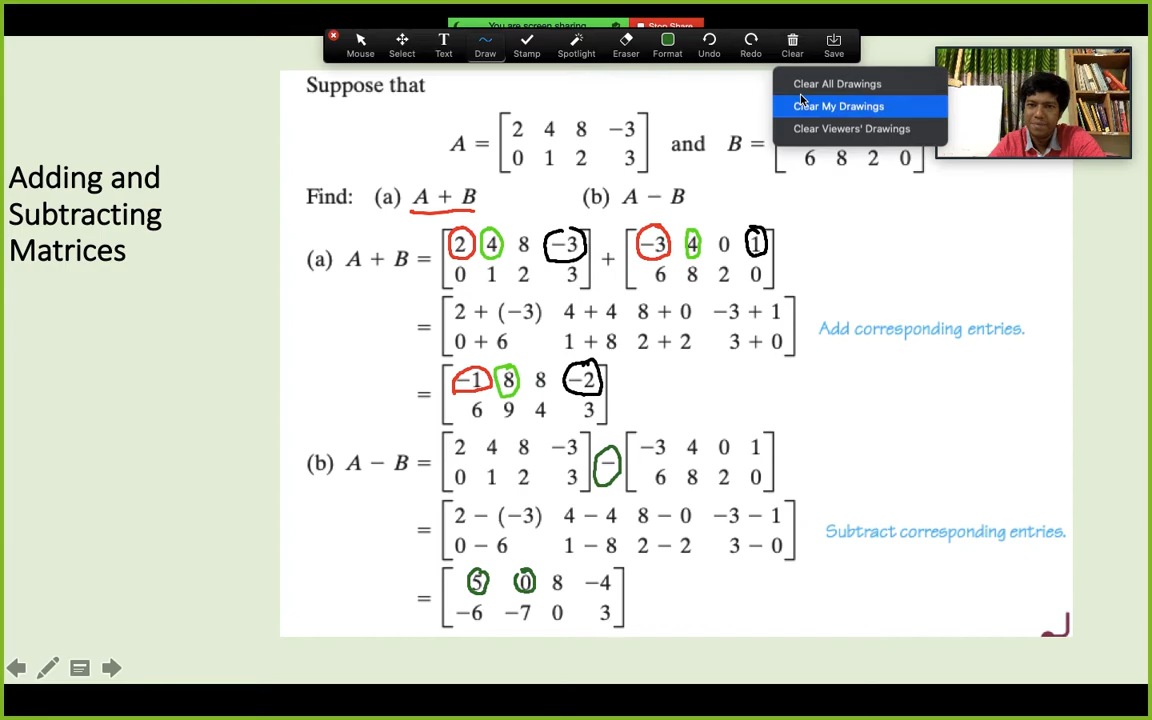 You are screen sharing Stop Share
Mouse Select Text Draw Stamp Spotlight Eraser Format Undo Redo Clear Save
Clear All Drawings
Clear My Drawings
Clear Viewers' Drawings
Adding and
Subtracting
Matrices
Suppose that
A = [ 2 4 8 −3 ] and B =
0 1 2 3 6 8 2 0
Find: (a) A + B (b) A − B
(a) A + B = [ 2 4 8 −3 ] + [ −3 4 0 1 ]
0 1 2 3 6 8 2 0
= [ 2 + (−3) 4 + 4 8 + 0 −3 + 1 ]
0 + 6 1 + 8 2 + 2 3 + 0
Add corresponding entries.
= [ −1 8 8 −2 ]
6 9 4 3
(b) A − B = [ 2 4 8 −3 ] − [ −3 4 0 1 ]
0 1 2 3 6 8 2 0
= [ 2 − (−3) 4 − 4 8 − 0 −3 − 1 ]
0 − 6 1 − 8 2 − 2 3 − 0
Subtract corresponding entries.
= [ 5 0 8 −4 ]
−6 −7 0 3